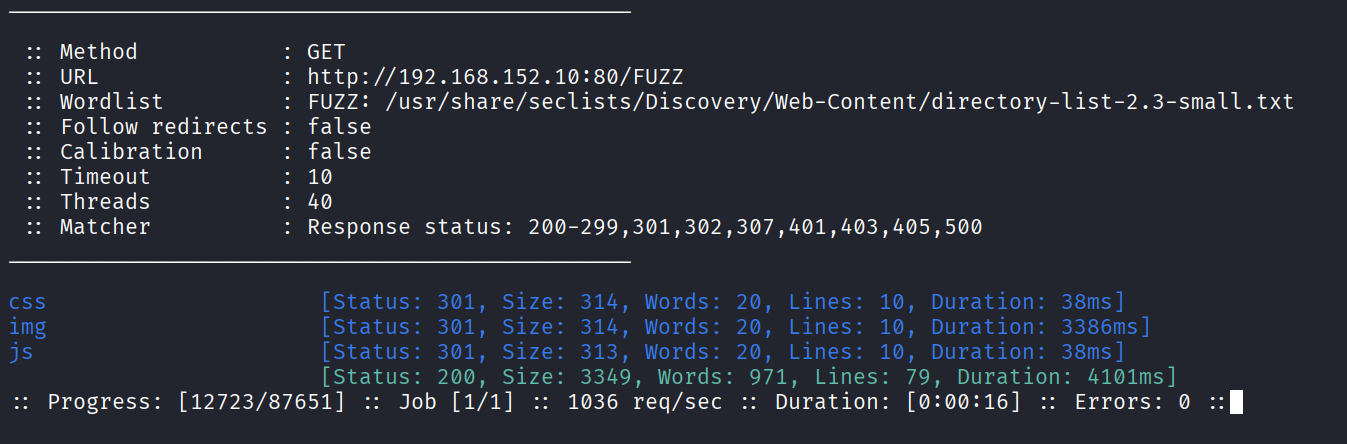 :: Method : GET
:: URL : http://192.168.152.10:80/FUZZ
:: Wordlist : FUZZ: /usr/share/seclists/Discovery/Web-Content/directory-list-2.3-small.txt
:: Follow redirects : false
:: Calibration : false
:: Timeout : 10
:: Threads : 40
:: Matcher : Response status: 200-299,301,302,307,401,403,405,500
css [Status: 301, Size: 314, Words: 20, Lines: 10, Duration: 38ms]
img [Status: 301, Size: 314, Words: 20, Lines: 10, Duration: 3386ms]
js [Status: 301, Size: 313, Words: 20, Lines: 10, Duration: 38ms]
[Status: 200, Size: 3349, Words: 971, Lines: 79, Duration: 4101ms]
:: Progress: [12723/87651] :: Job [1/1] :: 1036 req/sec :: Duration: [0:00:16] :: Errors: 0 ::